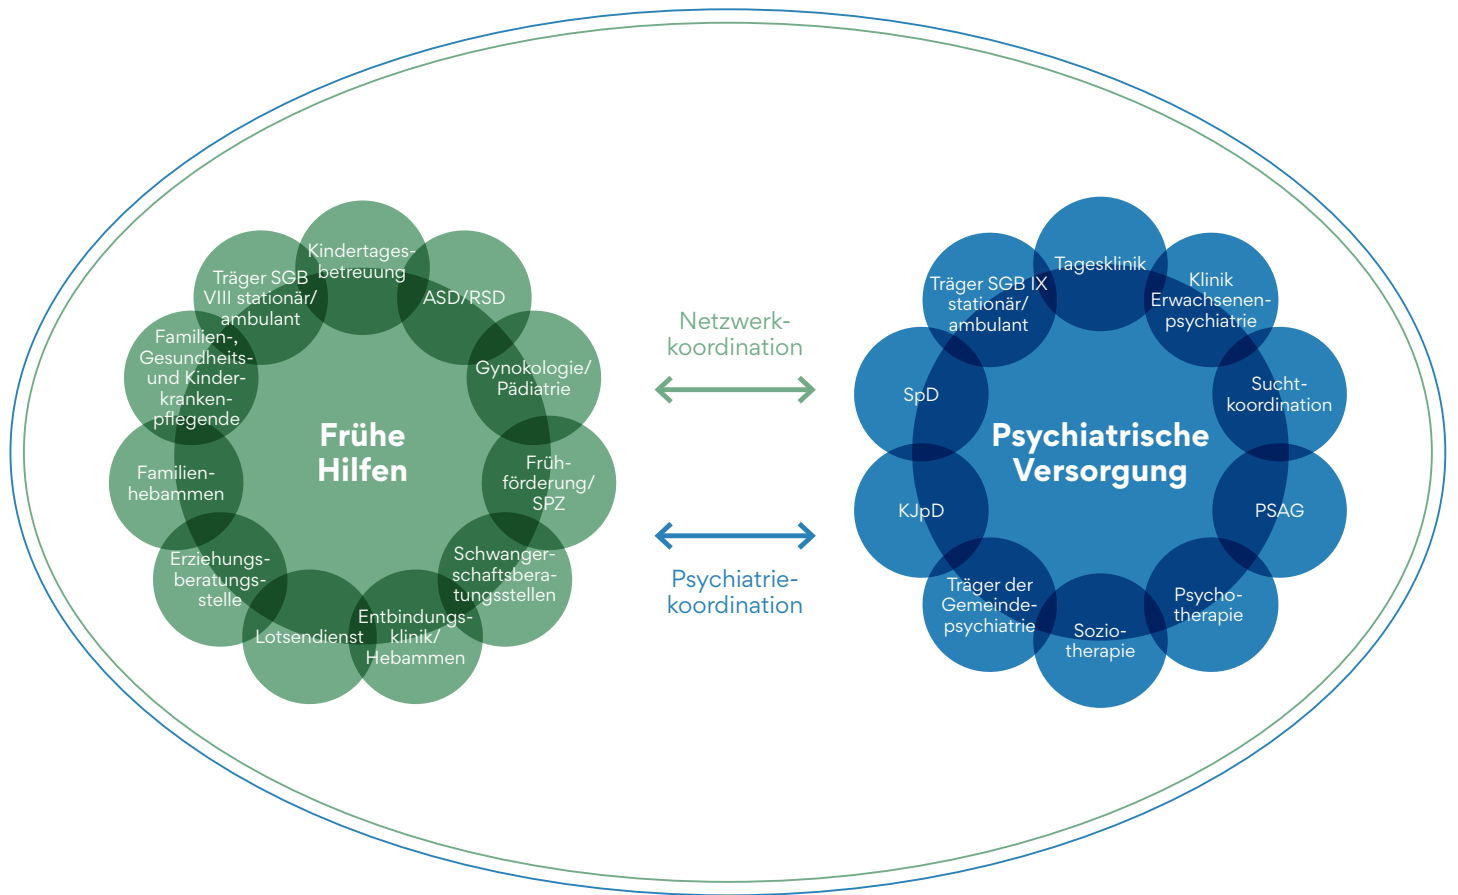 Kindertages-
betreuung
Träger SGB
VIII stationär/
ambulant
ASD/RSD
Familien-,
Gesundheits-
und Kinder-
kranken-
pflegende
Gynokologie/
Pädiatrie
Frühe
Hilfen
Familien-
hebammen
Früh-
förderung/
SPZ
Erziehungs-
beratungs-
stelle
Schwanger-
schaftsbera-
tungsstellen
Lotsendienst
Entbindungs-
klinik/
Hebammen
Netzwerk-
koordination
Psychiatrie-
koordination
Tagesklinik
Träger SGB IX
stationär/
ambulant
Klinik
Erwachsenen-
psychiatrie
SpD
Sucht-
koordination
Psychiatrische
Versorgung
KJpD
PSAG
Träger der
Gemeinde-
psychiatrie
Psycho-
therapie
Sozio-
therapie